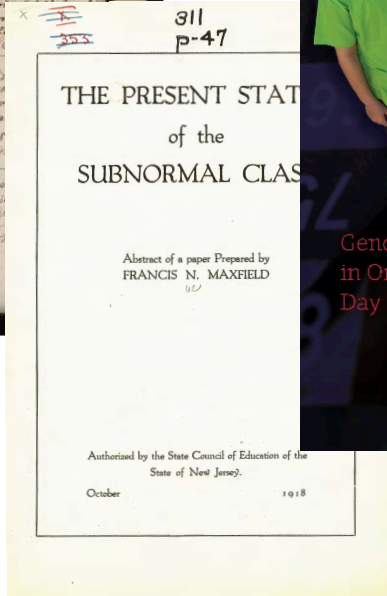 311
p-47
355
THE PRESENT STAT
of the
SUBNORMAL CLAS
Abstract of a paper Prepared by
FRANCIS N. MAXFIELD
Authorized by the State Council of Education of the
State of New Jersey.
October 1918
Gend
in Or
Day